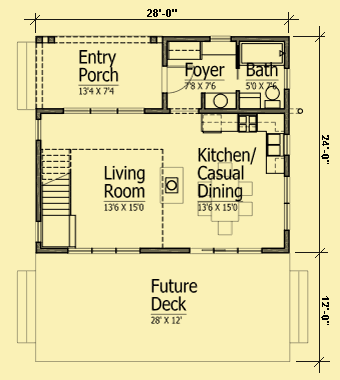 28'-0"
Entry
Porch
13'4 X 7'4
Foyer
7'8 X 7'6
Bath
5'0 X 7'6
24'-0"
Living
Room
13'6 X 15'0
Kitchen/
Casual
Dining
13'6 X 15'0
Future
Deck
28' X 12'
12'-0"